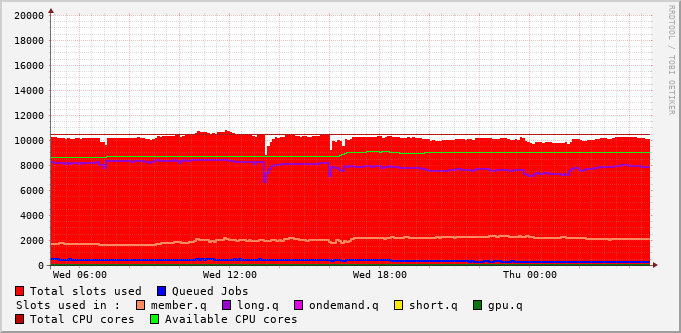 20000
18000
16000
14000
12000
10000
8000
6000
4000
2000
0
Wed 06:00 Wed 12:00 Wed 18:00 Thu 00:00
Total slots used Queued Jobs
Slots used in : member.q long.q ondemand.q short.q gpu.q
Total CPU cores Available CPU cores
RRDTOOL / TOBI OETIKER